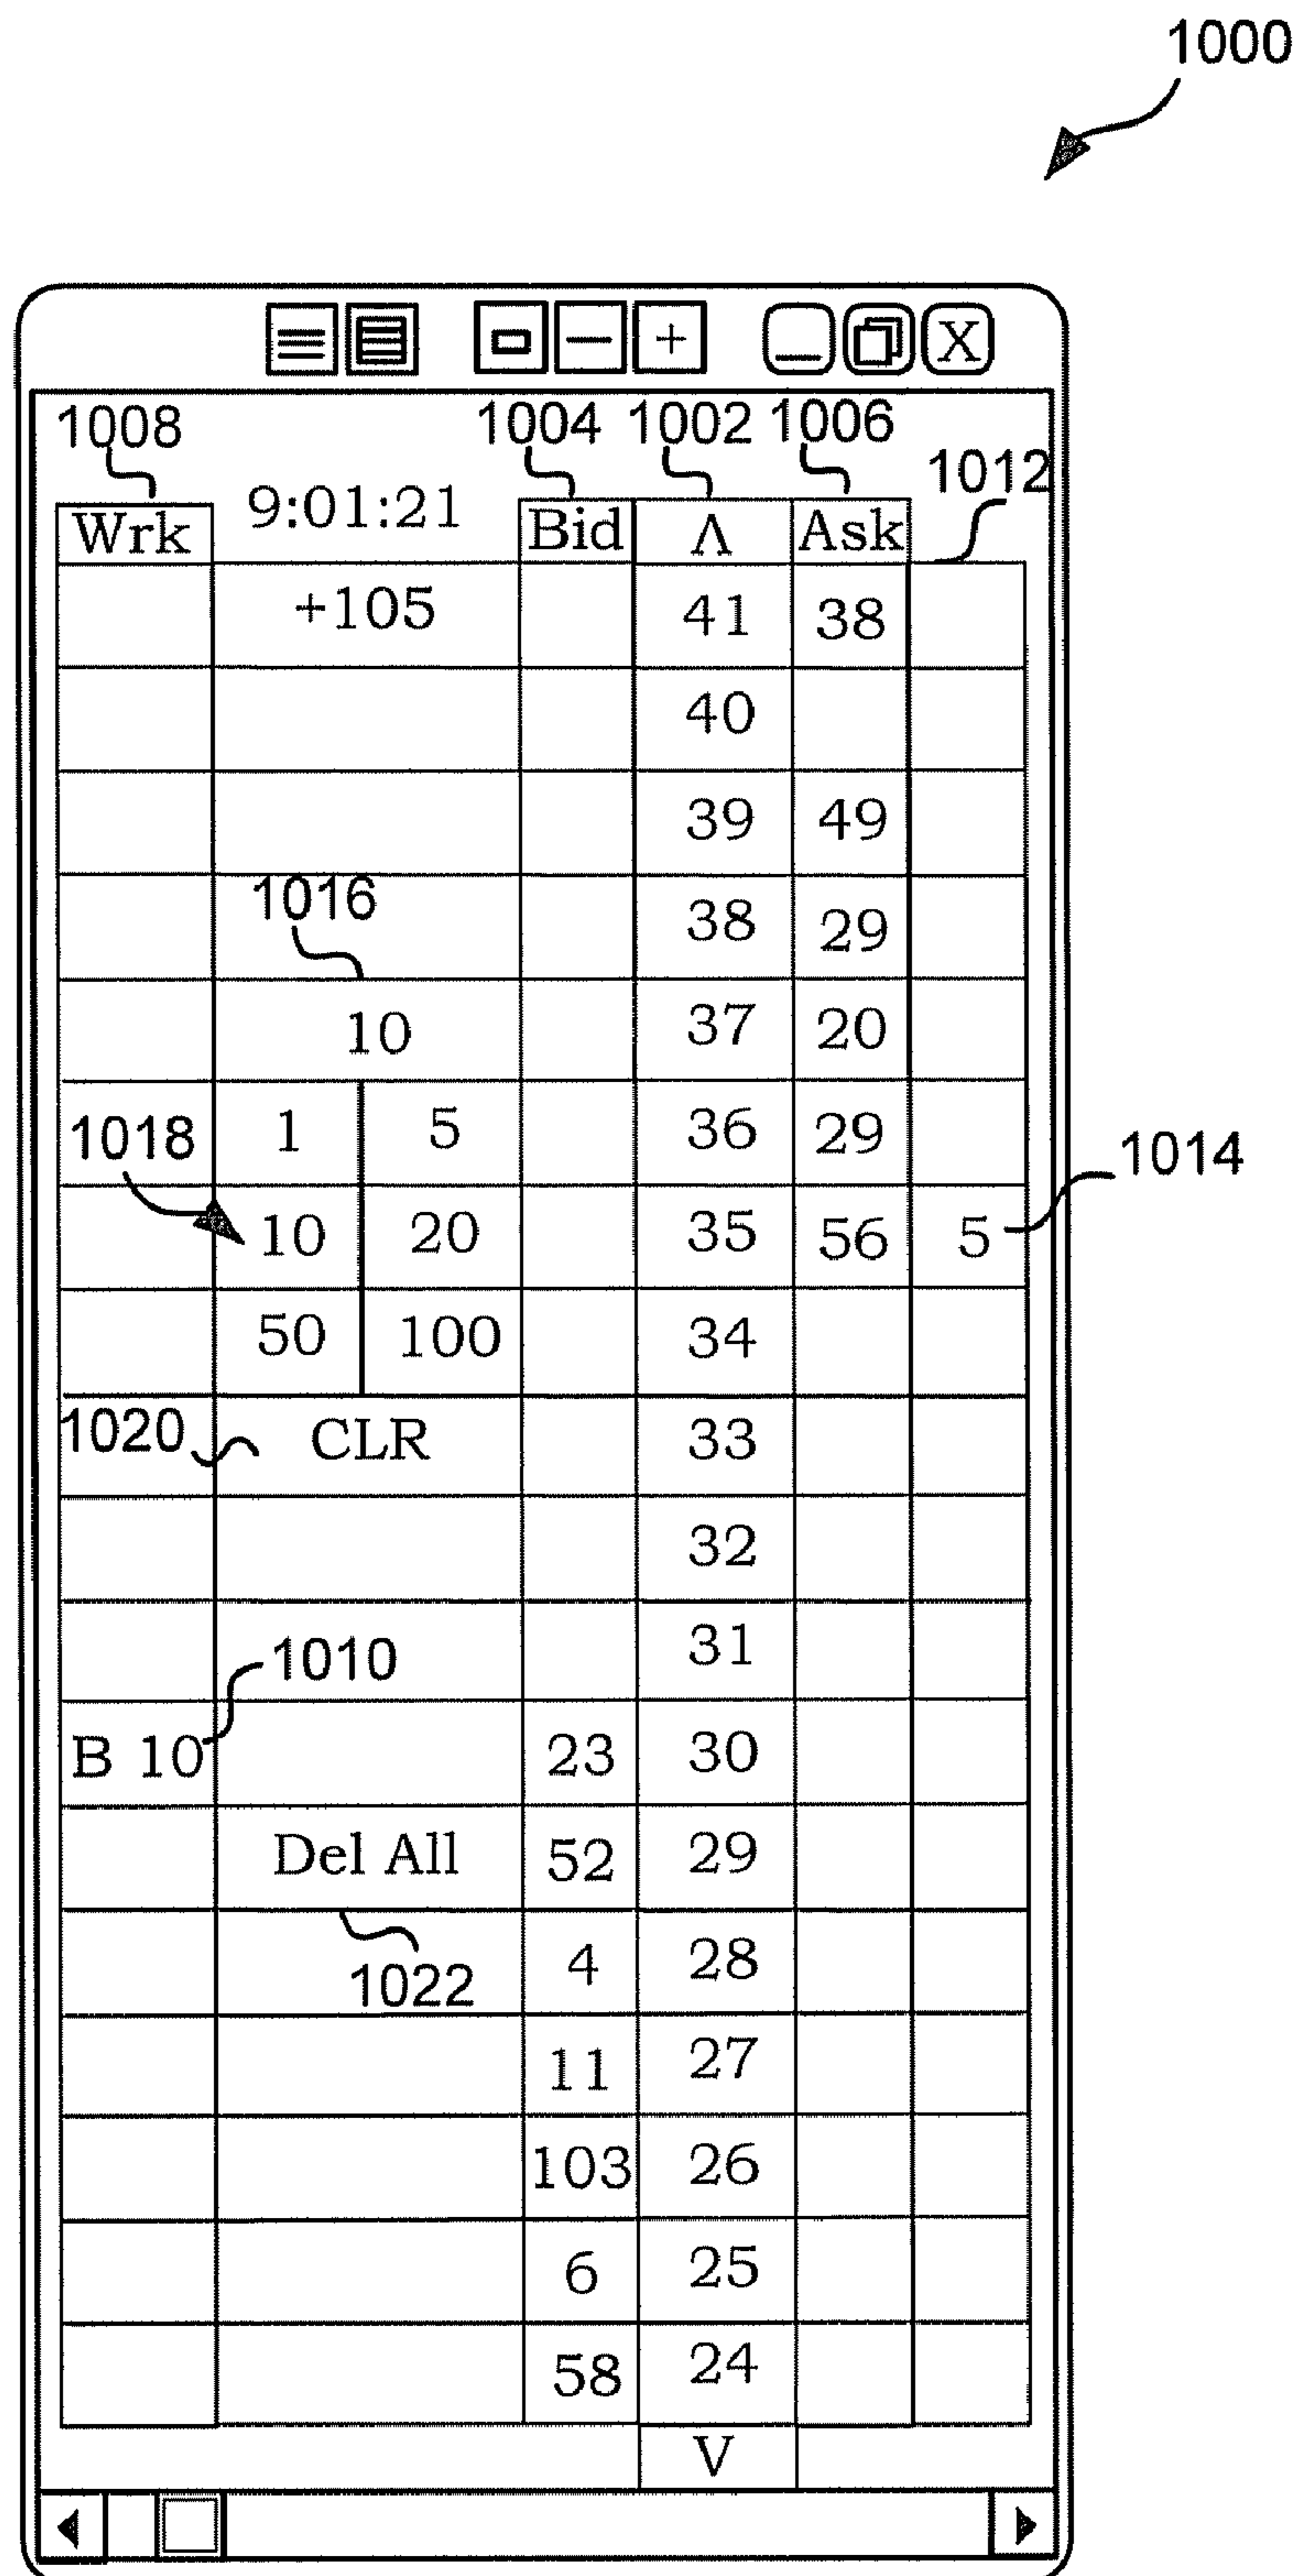 1000
X
1008 1004 1002 1006
1012
9:01:21
Wrk Bid Λ Ask
+105 41 38
40
39 49
1016
38 29
10 37 20
1018 1 5 36 29 1014
10 20 35 56 5
50 100 34
1020 CLR 33
32
1010 31
B 10 23 30
Del All 52 29
1022 4 28
11 27
103 26
6 25
58 24
V